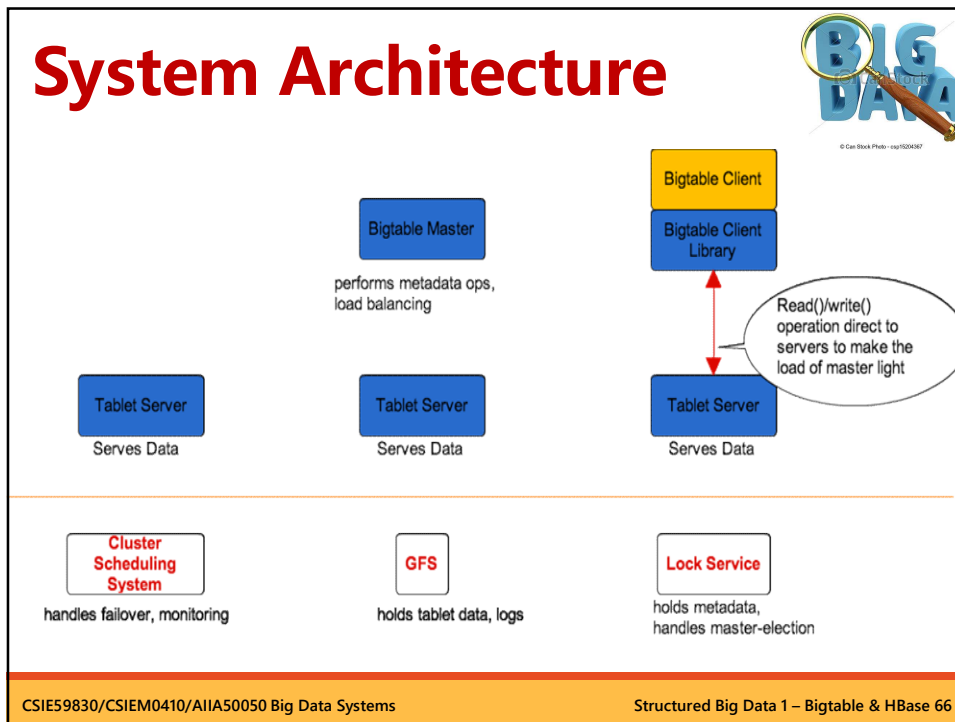 System Architecture
BIG
DATA
© Can Stock Photo - csp15204367
Bigtable Client
Bigtable Master
Bigtable Client
Library
performs metadata ops,
load balancing
Read()/write()
operation direct to
servers to make the
load of master light
Tablet Server
Tablet Server
Tablet Server
Serves Data
Serves Data
Serves Data
Cluster
Scheduling
System
GFS
Lock Service
handles failover, monitoring
holds tablet data, logs
holds metadata,
handles master-election
CSIE59830/CSIEM0410/AIIA50050 Big Data Systems
Structured Big Data 1 – Bigtable & HBase 66